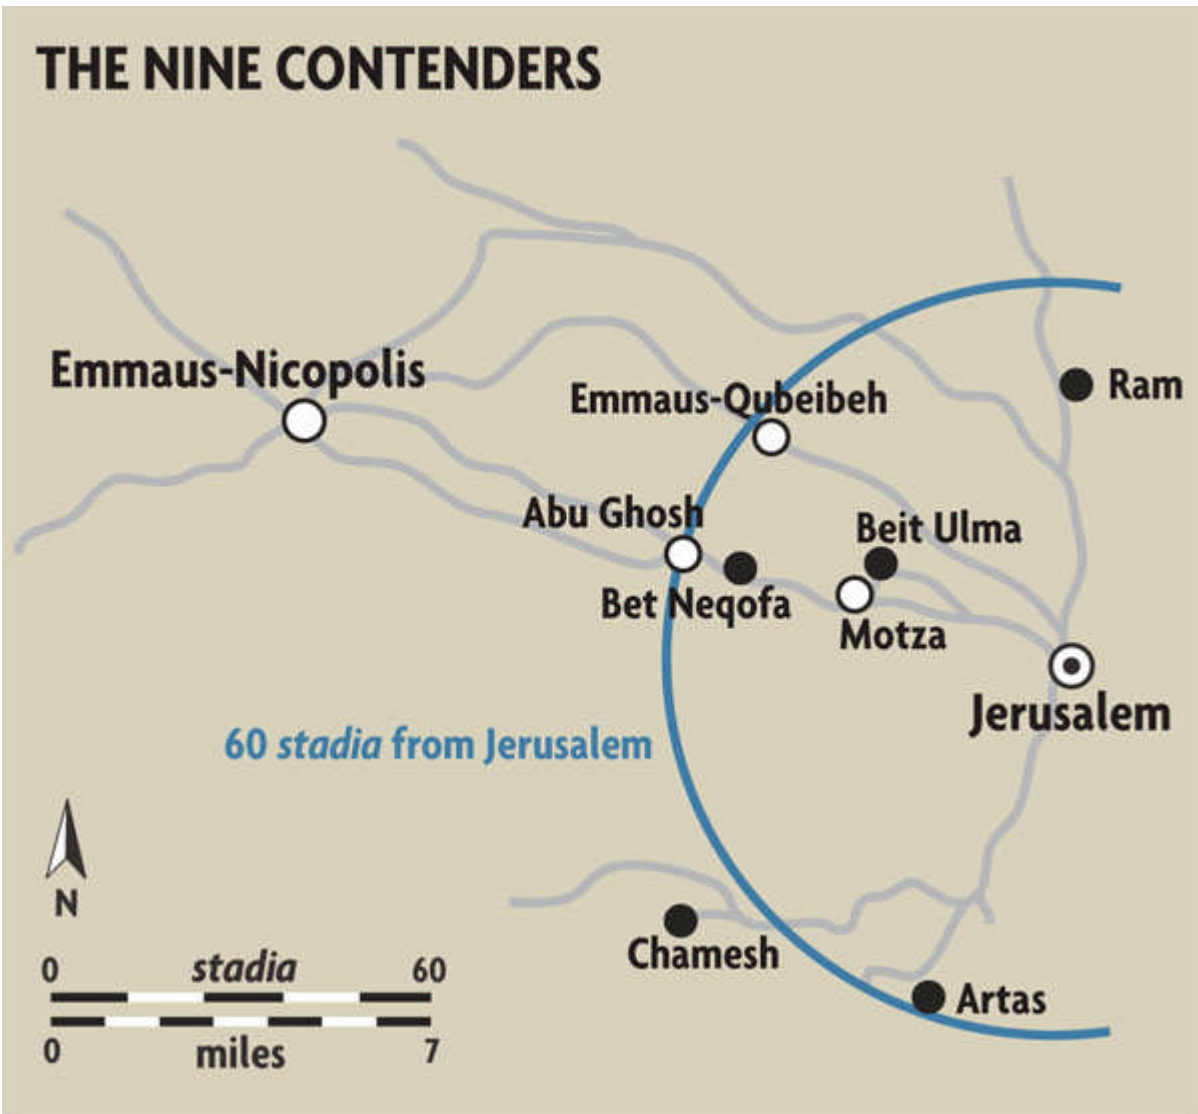 THE NINE CONTENDERS
Emmaus-Nicopolis
Ram
Emmaus-Qubeibeh
Abu Ghosh
Beit Ulma
Bet Neqofa
Motza
Jerusalem
60 stadia from Jerusalem
N
Chamesh
Artas
0 stadia 60
0 miles 7